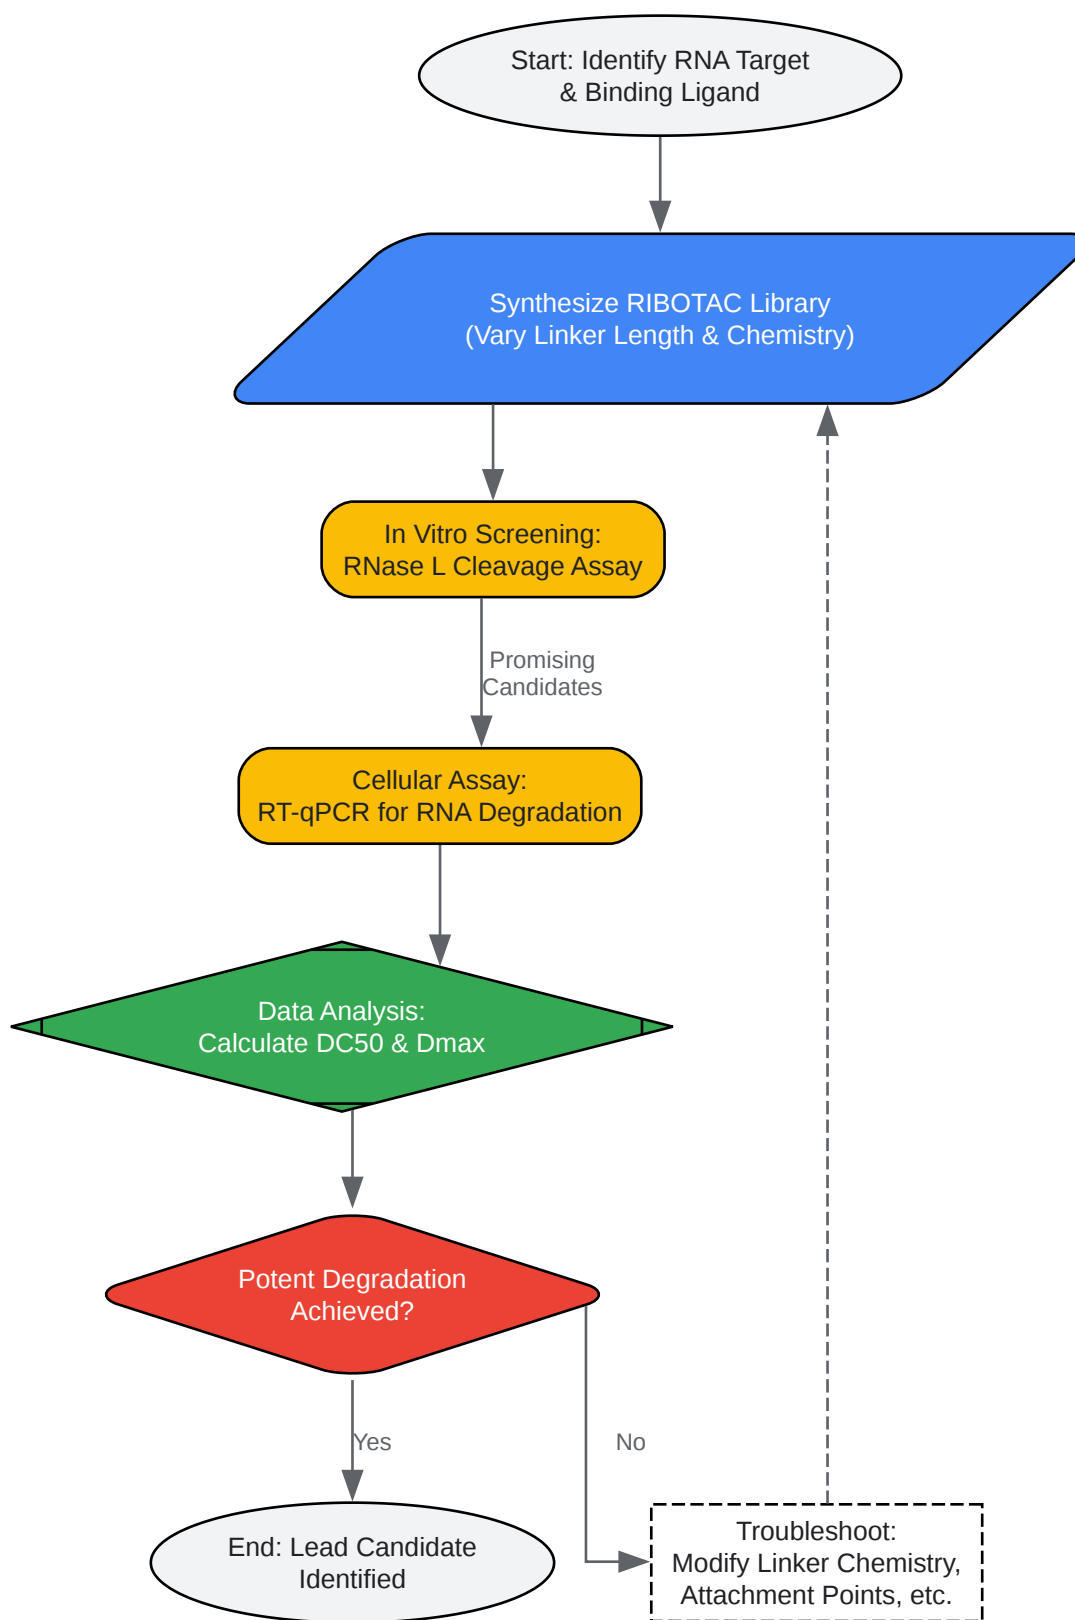 Start: Identify RNA Target
& Binding Ligand
Synthesize RIBOTAC Library
(Vary Linker Length & Chemistry)
In Vitro Screening:
RNase L Cleavage Assay
Promising
Candidates
Cellular Assay:
RT-qPCR for RNA Degradation
Data Analysis:
Calculate DC50 & Dmax
Potent Degradation
Achieved?
Yes
No
End: Lead Candidate
Identified
Troubleshoot:
Modify Linker Chemistry,
Attachment Points, etc.